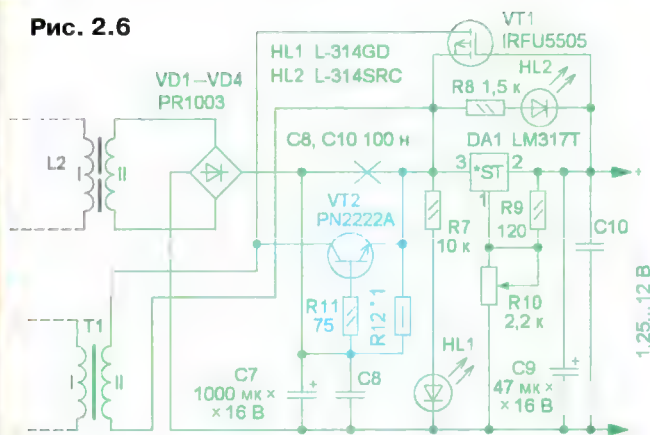 Рис. 2.6
VT1
IRFU5505
HL1 L-314GD
HL2 L-314SRC
HL2
VD1–VD4
PR1003
R8 1,5 к
C8, C10 100 н
DA1 LM317T
L2
I
II
3
*ST
2
1
VT2
PN2222A
R7
10 к
R9
120
C10
R11
75
R12* 1
R10
2,2 к
T1
I
II
HL1
C7
1000 мк ×
× 16 В
+
C8
C9
47 мк ×
× 16 В
+
+
1,25...12 В